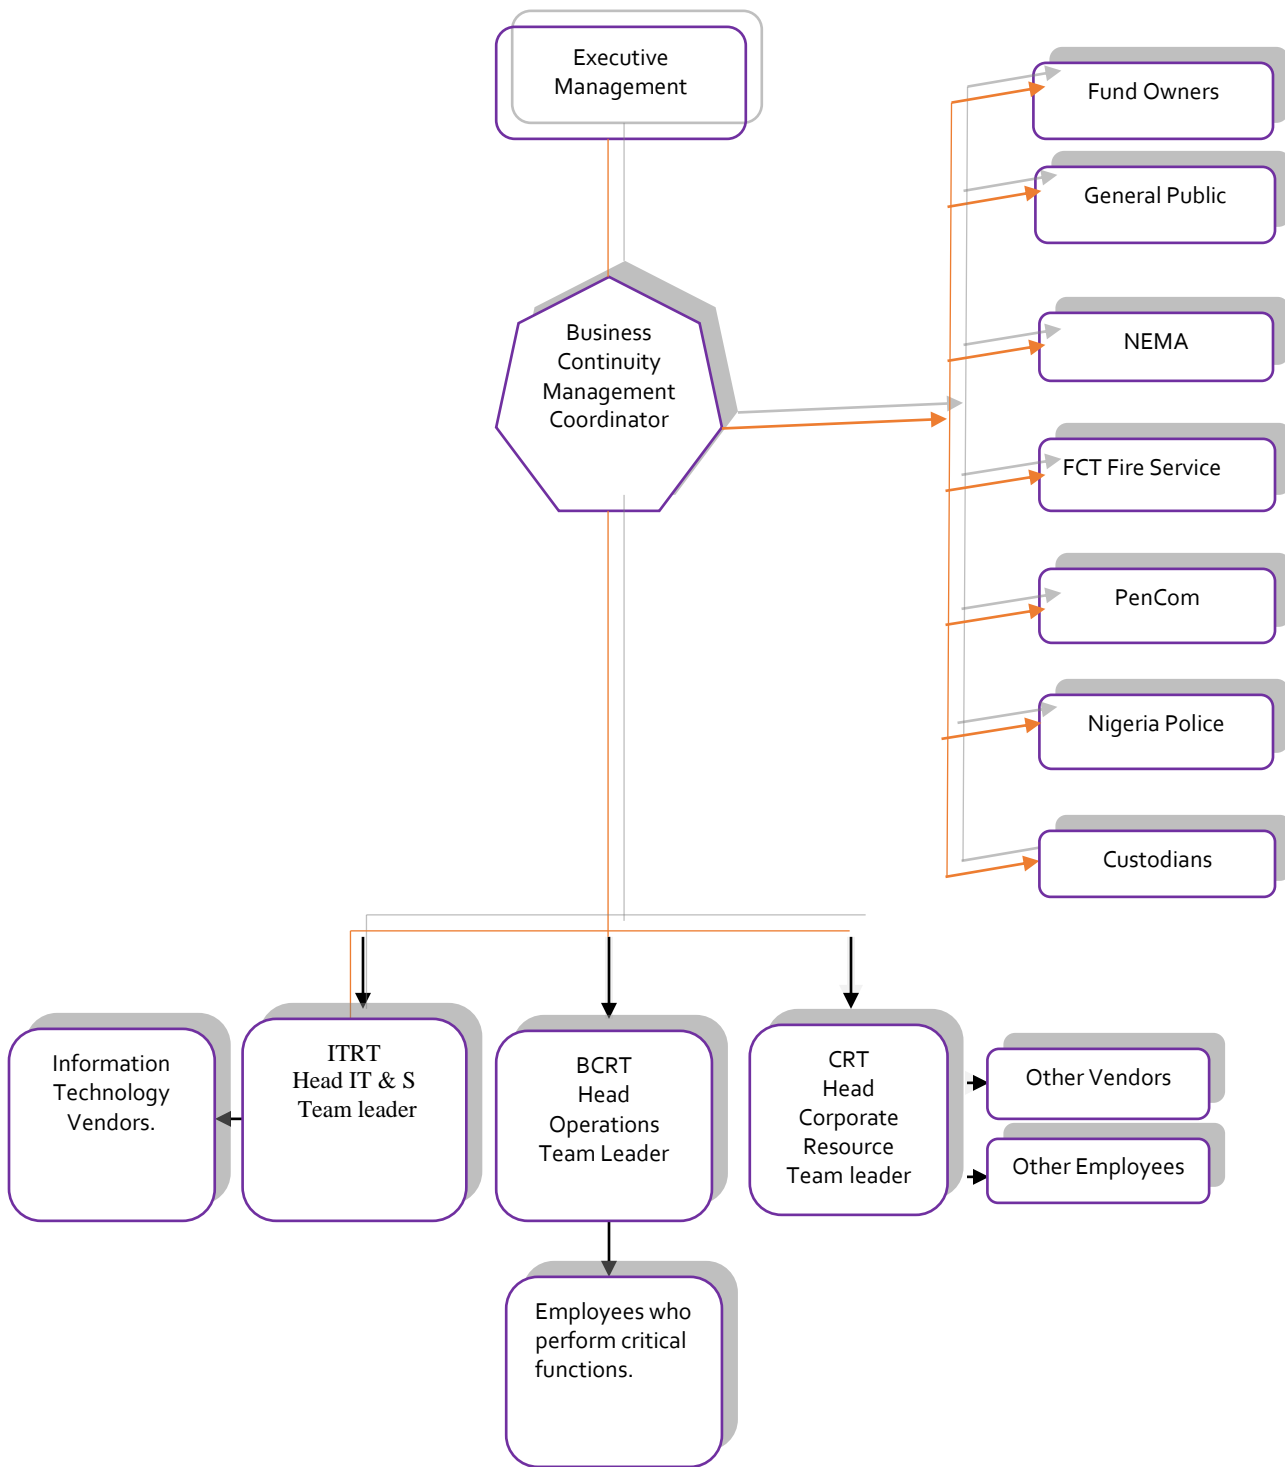 Executive
Management
Fund Owners
General Public
Business
Continuity
Management
Coordinator
NEMA
FCT Fire Service
PenCom
Nigeria Police
Custodians
Information
Technology
Vendors.
ITRT
Head IT & S
Team leader
BCRT
Head
Operations
Team Leader
CRT
Head
Corporate
Resource
Team leader
Other Vendors
Other Employees
Employees who
perform critical
functions.